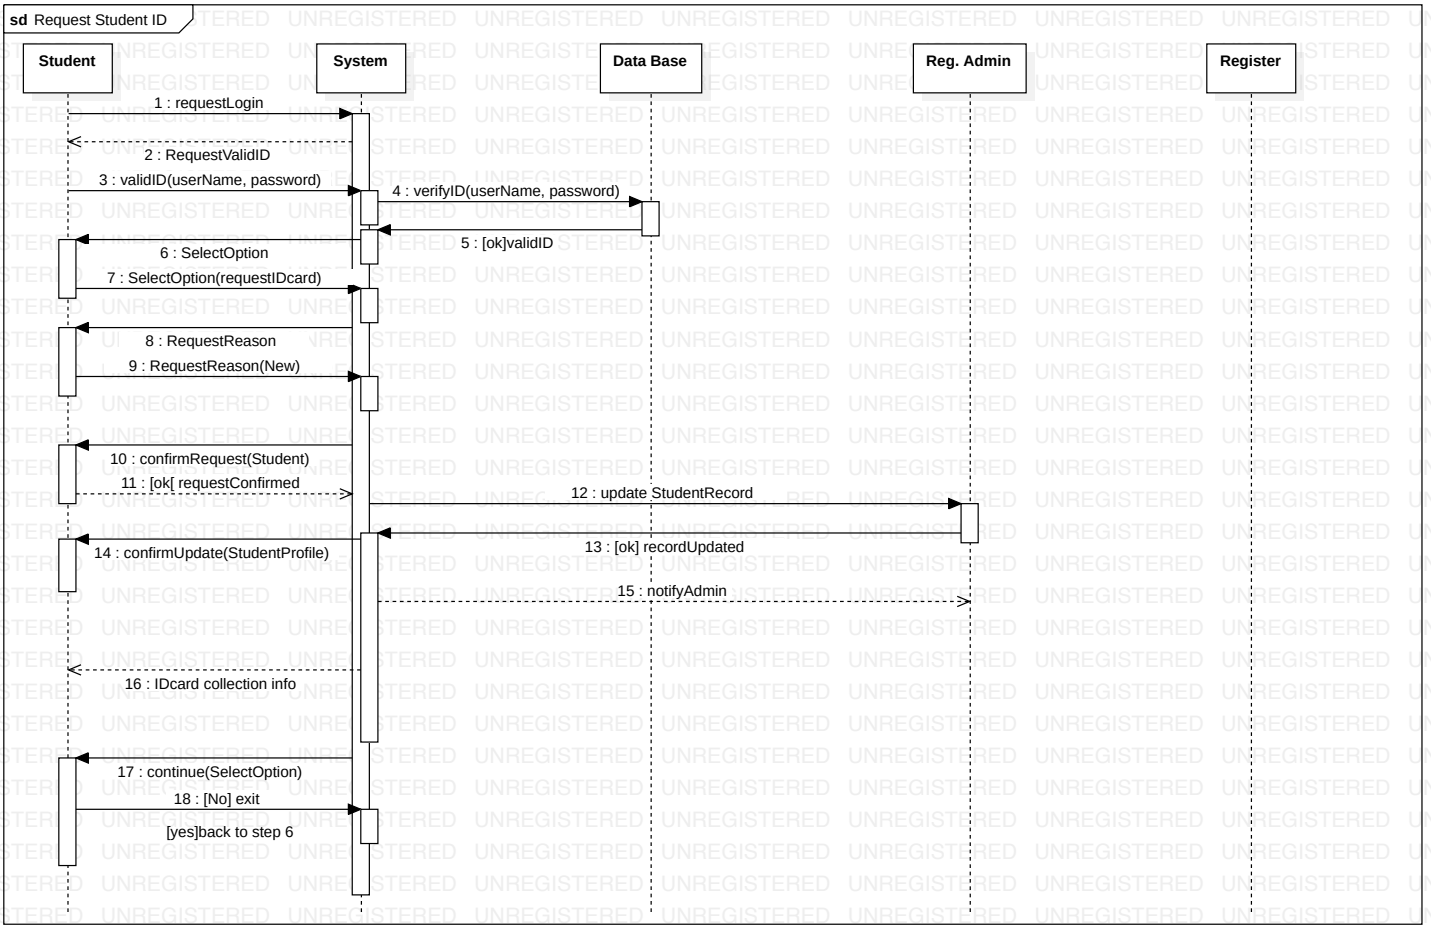 sd Request Student ID
Student
System
Data Base
Reg. Admin
Register
1 : requestLogin
2 : RequestValidID
3 : validID(userName, password)
4 : verifyID(userName, password)
5 : [ok]validID
6 : SelectOption
7 : SelectOption(requestIDcard)
8 : RequestReason
9 : RequestReason(New)
10 : confirmRequest(Student)
11 : [ok[ requestConfirmed
12 : update StudentRecord
13 : [ok] recordUpdated
14 : confirmUpdate(StudentProfile)
15 : notifyAdmin
16 : IDcard collection info
17 : continue(SelectOption)
18 : [No] exit
[yes]back to step 6
UNREGISTERED